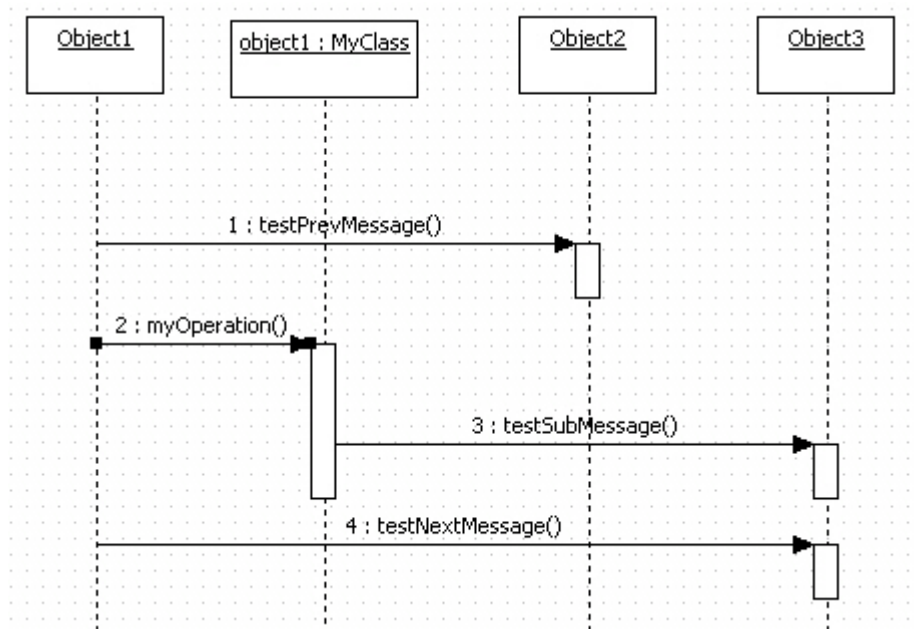 Object1
object1 : MyClass
Object2
Object3
1 : testPrevMessage()
2 : myOperation()
3 : testSubMessage()
4 : testNextMessage()